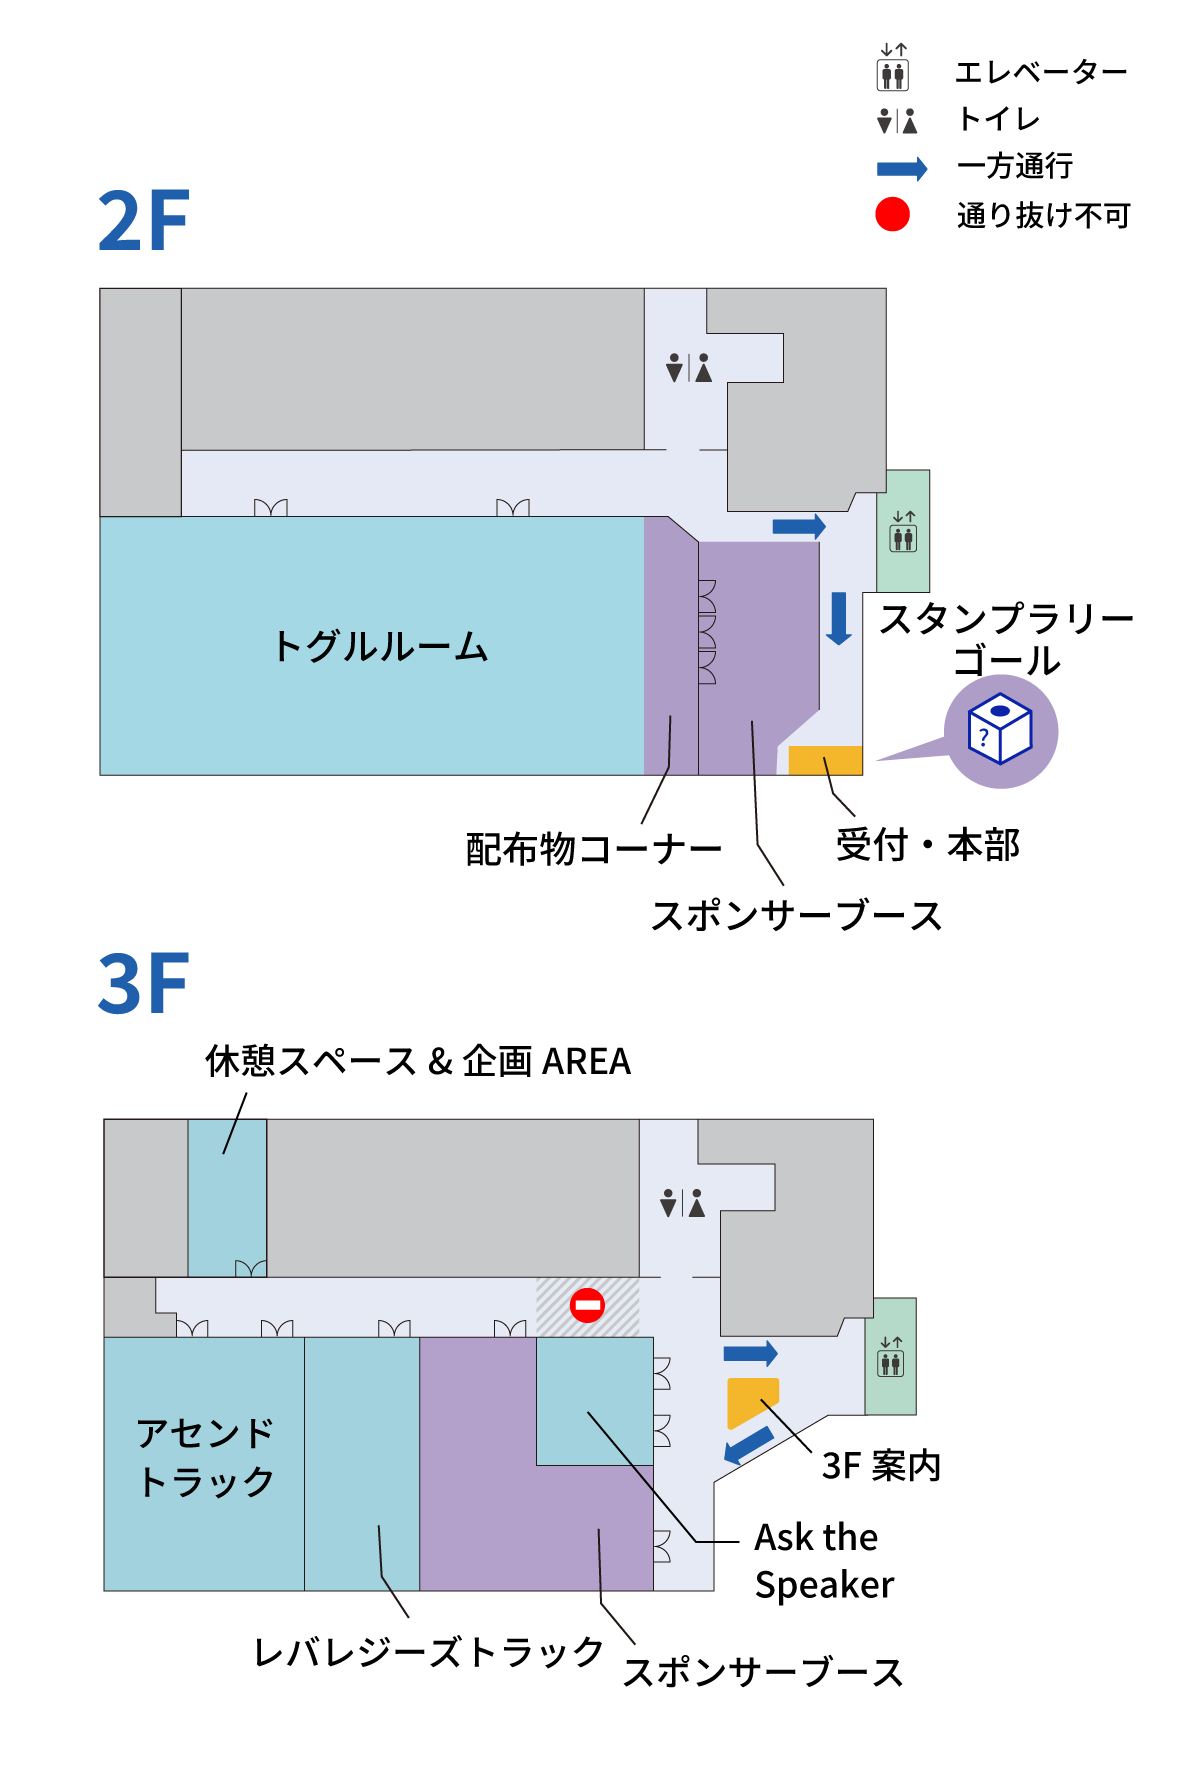 エレベーター
トイレ
一方通行
通り抜け不可
2F
トグルルーム
スタンプラリー
ゴール
?
配布物コーナー
受付・本部
スポンサーブース
3F
休憩スペース & 企画 AREA
アセンド
トラック
3F 案内
Ask the
Speaker
レバレジーズトラック
スポンサーブース